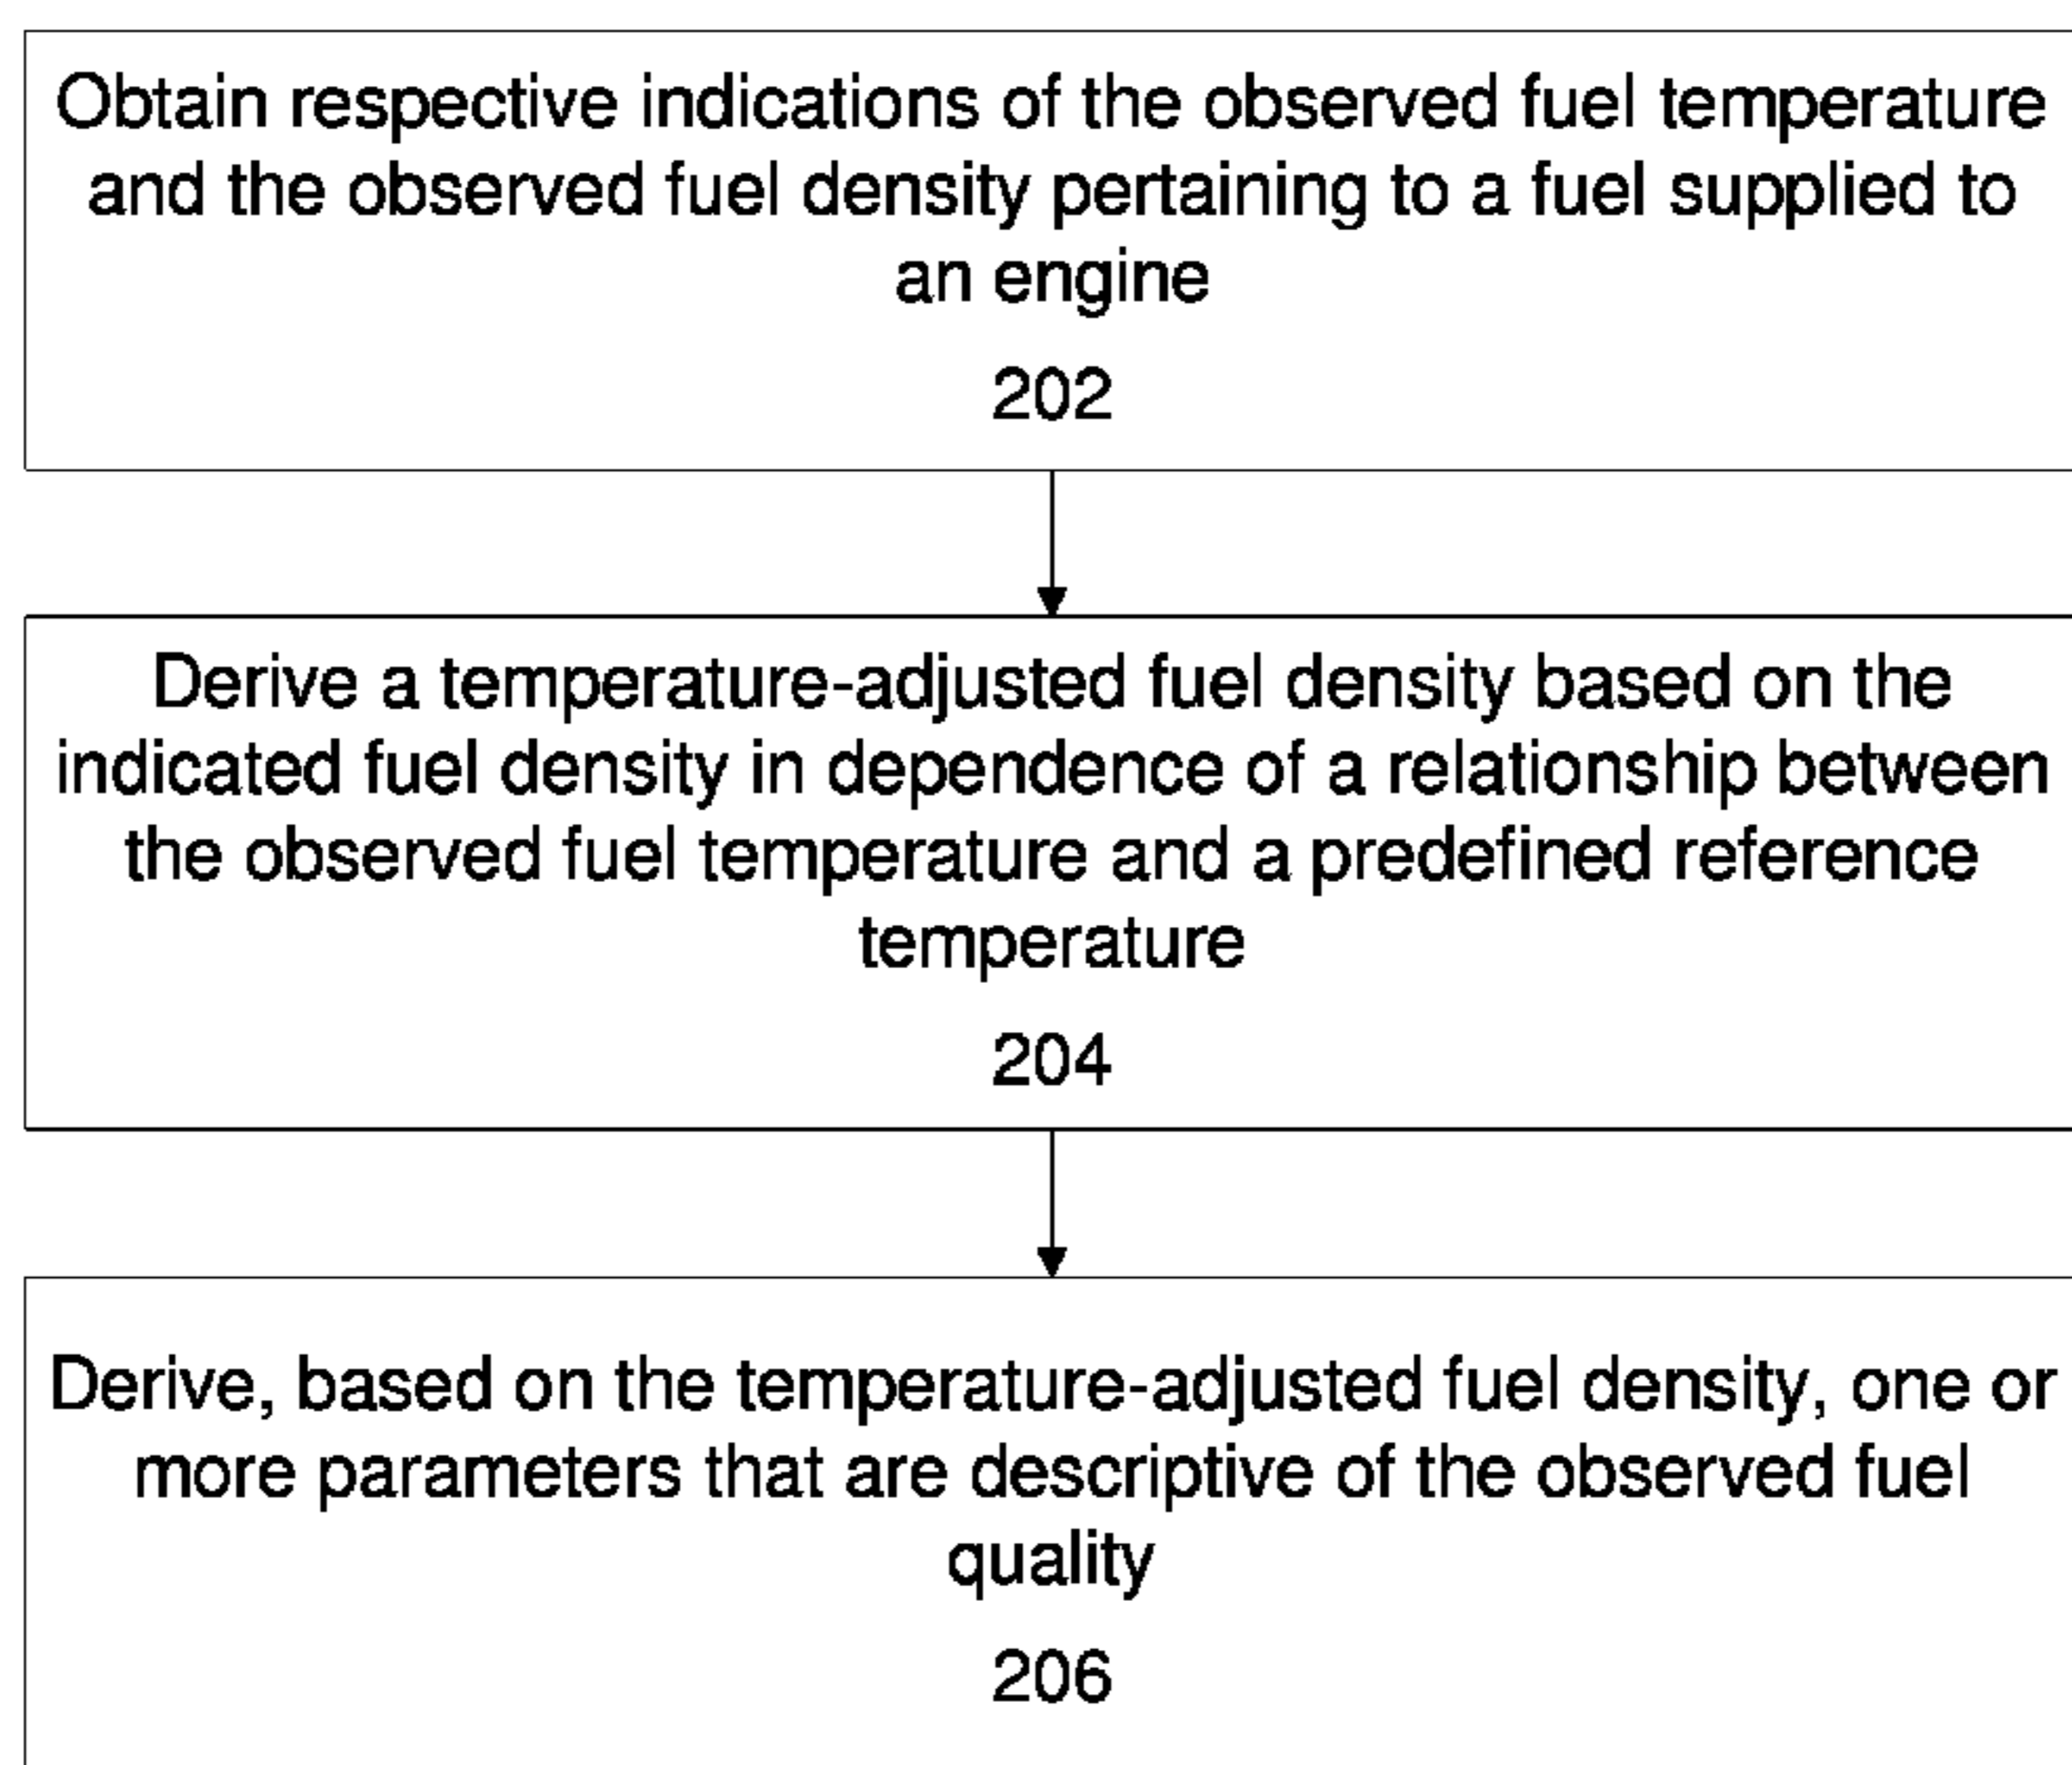 Obtain respective indications of the observed fuel temperature
and the observed fuel density pertaining to a fuel supplied to
an engine
202
Derive a temperature-adjusted fuel density based on the
indicated fuel density in dependence of a relationship between
the observed fuel temperature and a predefined reference
temperature
204
Derive, based on the temperature-adjusted fuel density, one or
more parameters that are descriptive of the observed fuel
quality
206